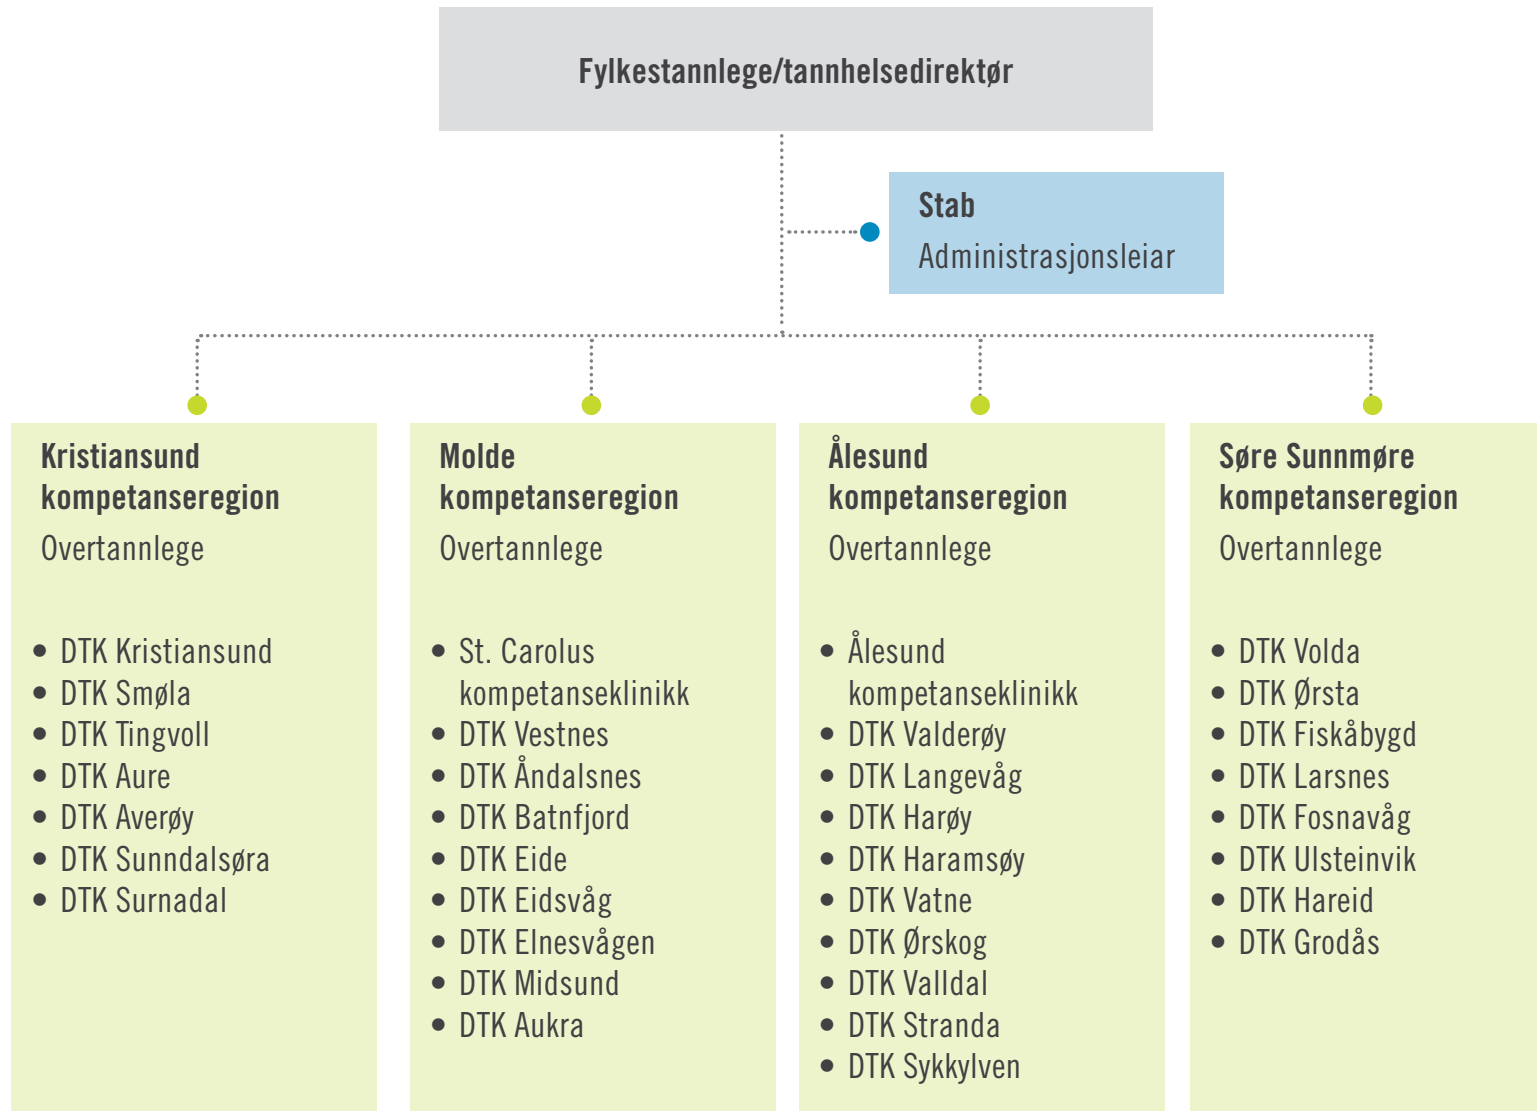 Fylkestannlege/tannhelsedirektør
Stab
Administrasjonsleiar
Kristiansund
kompetanseregion
Overtannlege
• DTK Kristiansund
• DTK Smøla
• DTK Tingvoll
• DTK Aure
• DTK Averøy
• DTK Sunndalsøra
• DTK Surnadal
Molde
kompetanseregion
Overtannlege
• St. Carolus
kompetanseklinikk
• DTK Vestnes
• DTK Åndalsnes
• DTK Batnfjord
• DTK Eide
• DTK Eidsvåg
• DTK Elnesvågen
• DTK Midsund
• DTK Aukra
Ålesund
kompetanseregion
Overtannlege
• Ålesund
kompetanseklinikk
• DTK Valderøy
• DTK Langevåg
• DTK Harøy
• DTK Haramsøy
• DTK Vatne
• DTK Ørskog
• DTK Valldal
• DTK Stranda
• DTK Sykkylven
Søre Sunnmøre
kompetanseregion
Overtannlege
• DTK Volda
• DTK Ørsta
• DTK Fiskåbygd
• DTK Larsnes
• DTK Fosnavåg
• DTK Ulsteinvik
• DTK Hareid
• DTK Grodås